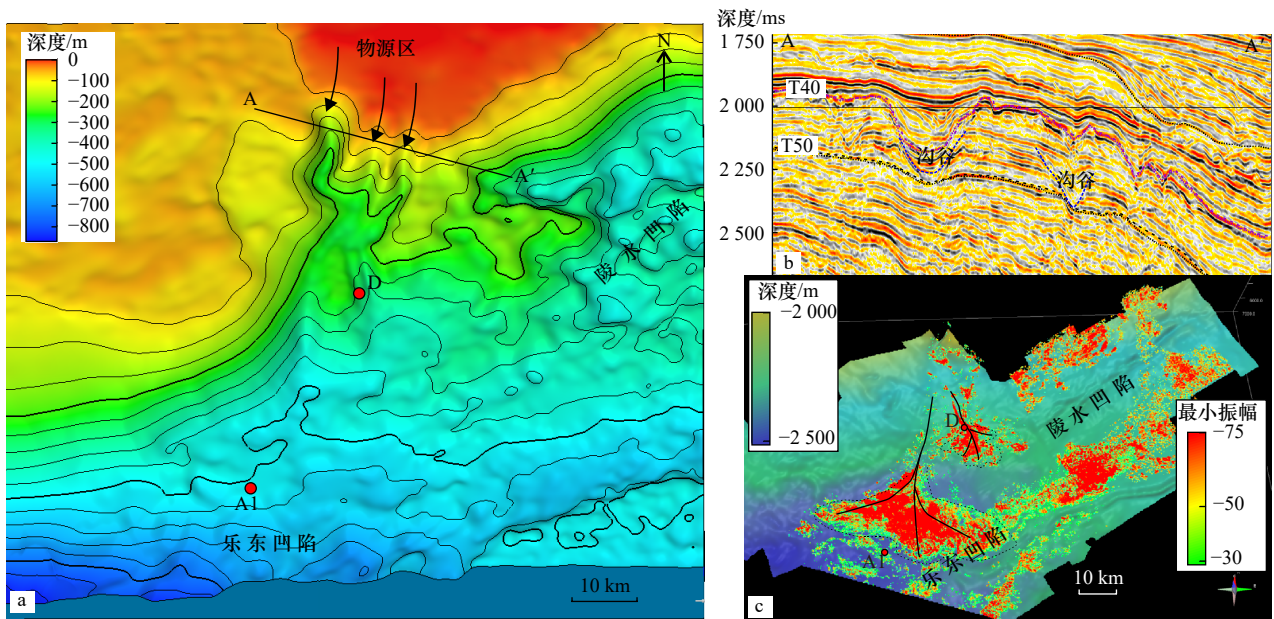 深度/m
0
−100
−200
−300
−400
−500
−600
−700
−800
物源区
N
A
A′
陵水凹陷
D
A1
乐东凹陷
10 km
a
深度/ms
1 750
2 000
2 250
2 500
A
A′
T40
T50
沟谷
沟谷
b
深度/m
−2 000
−2 500
陵水凹陷
D
A1
乐东凹陷
最小振幅
−75
−50
−30
10 km
c